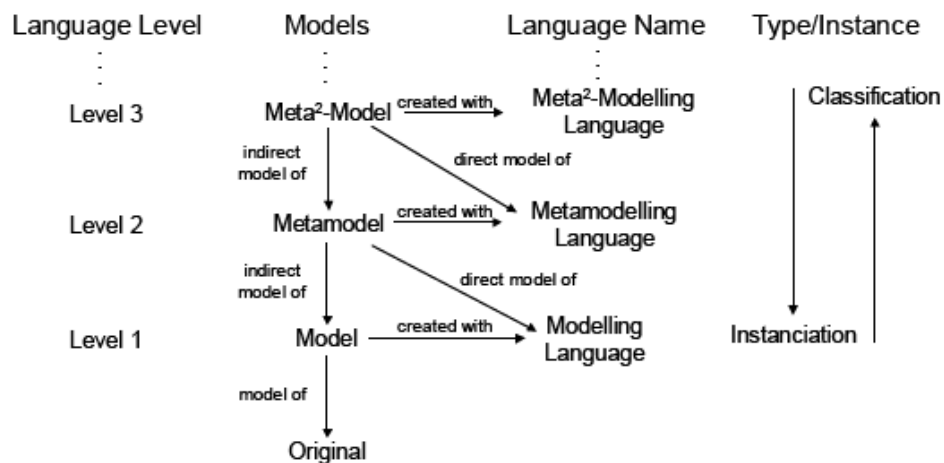 Language Level Models Language Name Type/Instance
Level 3 Meta²-Model created with Meta²-Modelling Language Classification
indirect model of direct model of
Level 2 Metamodel created with Metamodelling Language
indirect model of direct model of
Level 1 Model created with Modelling Language Instanciation
model of
Original